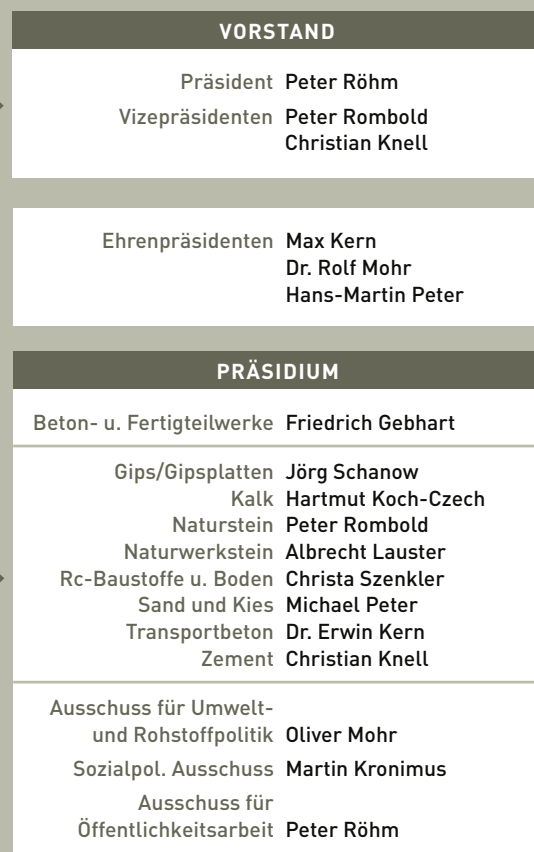 VORSTAND
Präsident Peter Röhm
Vizepräsidenten Peter Rombold
Christian Knell
Ehrenpräsidenten Max Kern
Dr. Rolf Mohr
Hans-Martin Peter
PRÄSIDIUM
Beton- u. Fertigteilwerke Friedrich Gebhart
Gips/Gipsplatten Jörg Schanow
Kalk Hartmut Koch-Czech
Naturstein Peter Rombold
Naturwerkstein Albrecht Lauster
Rc-Baustoffe u. Boden Christa Szenkler
Sand und Kies Michael Peter
Transportbeton Dr. Erwin Kern
Zement Christian Knell
Ausschuss für Umwelt-
und Rohstoffpolitik Oliver Mohr
Sozialpol. Ausschuss Martin Kronimus
Ausschuss für
Öffentlichkeitsarbeit Peter Röhm